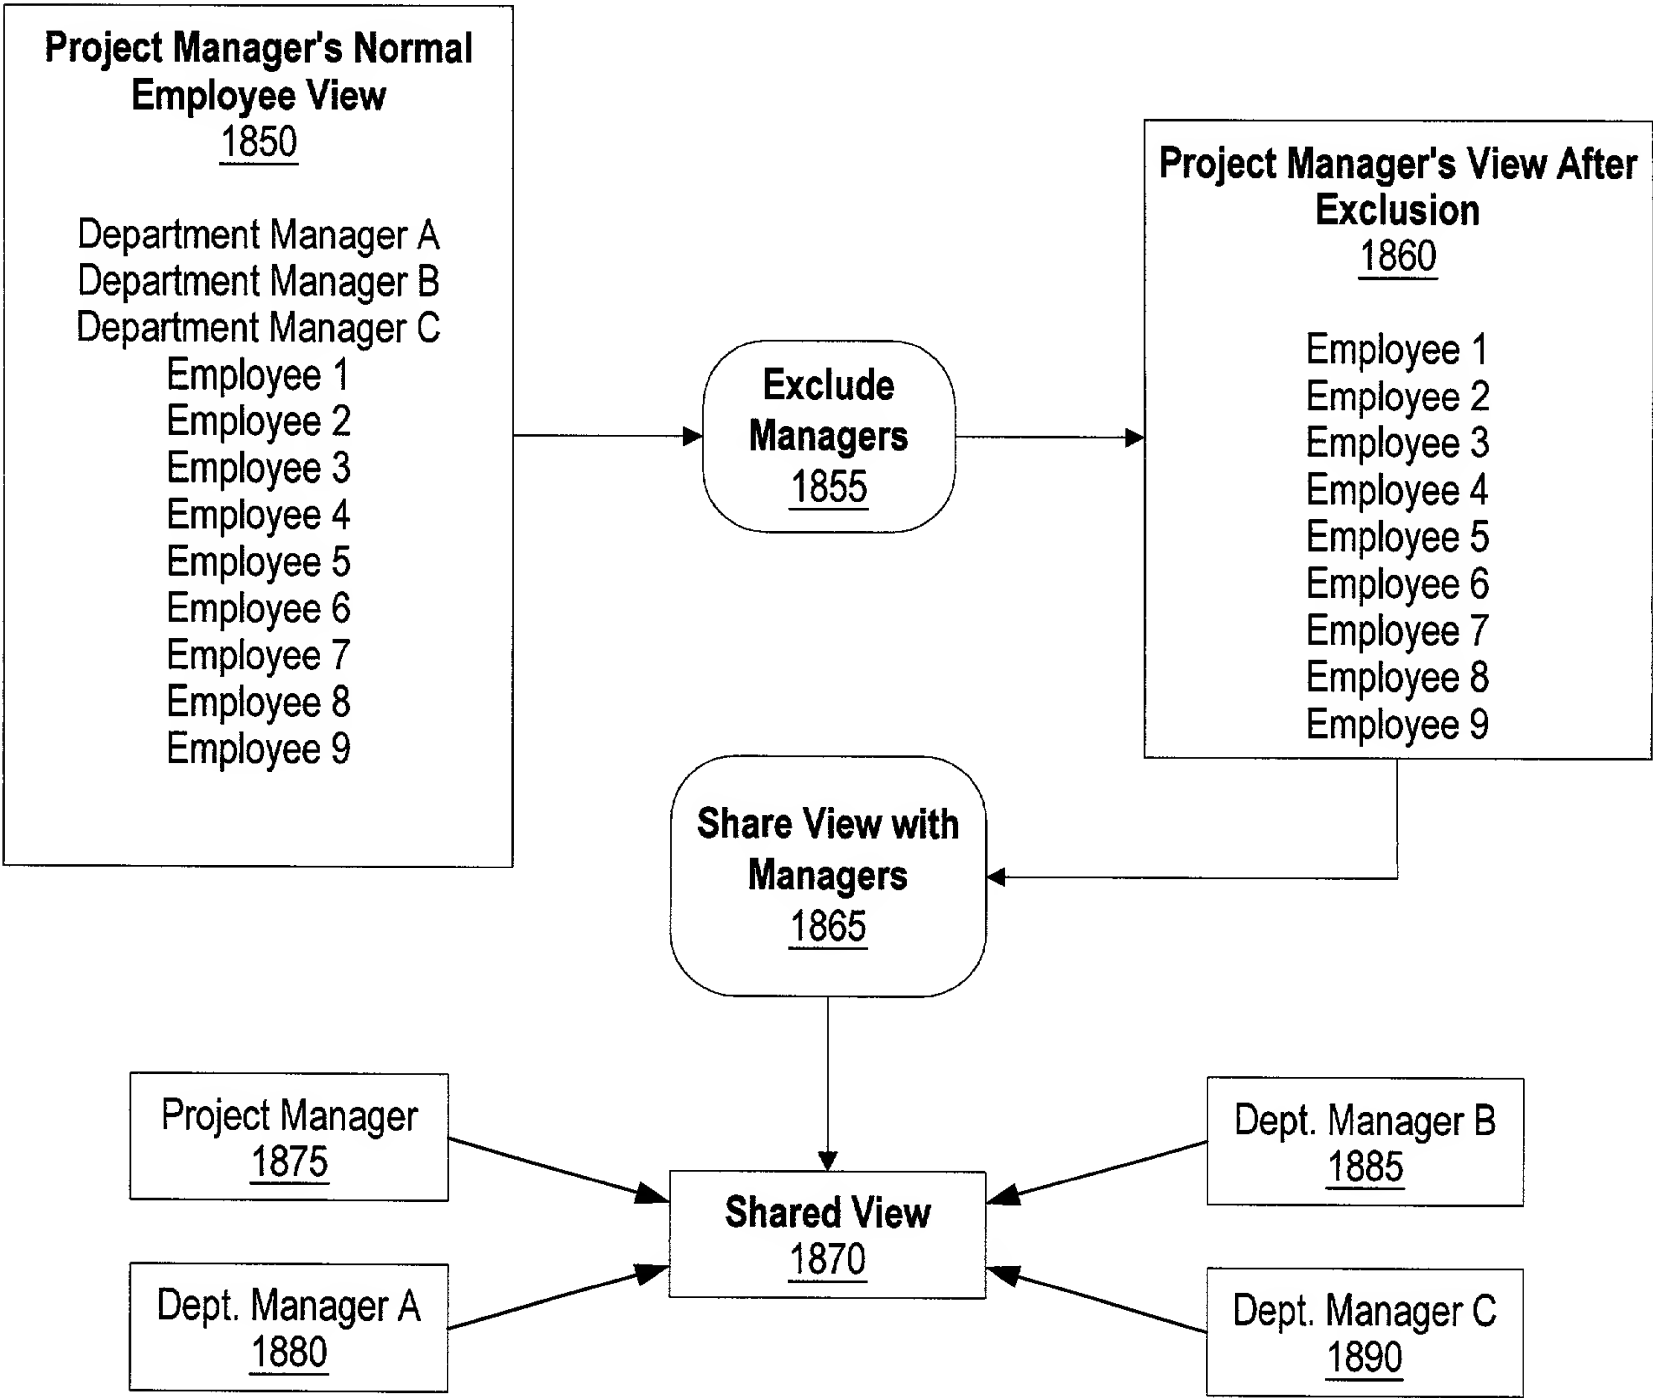 Project Manager's Normal
Employee View
1850
Department Manager A
Department Manager B
Department Manager C
Employee 1
Employee 2
Employee 3
Employee 4
Employee 5
Employee 6
Employee 7
Employee 8
Employee 9
Exclude
Managers
1855
Project Manager's View After
Exclusion
1860
Employee 1
Employee 2
Employee 3
Employee 4
Employee 5
Employee 6
Employee 7
Employee 8
Employee 9
Share View with
Managers
1865
Project Manager
1875
Dept. Manager A
1880
Shared View
1870
Dept. Manager B
1885
Dept. Manager C
1890